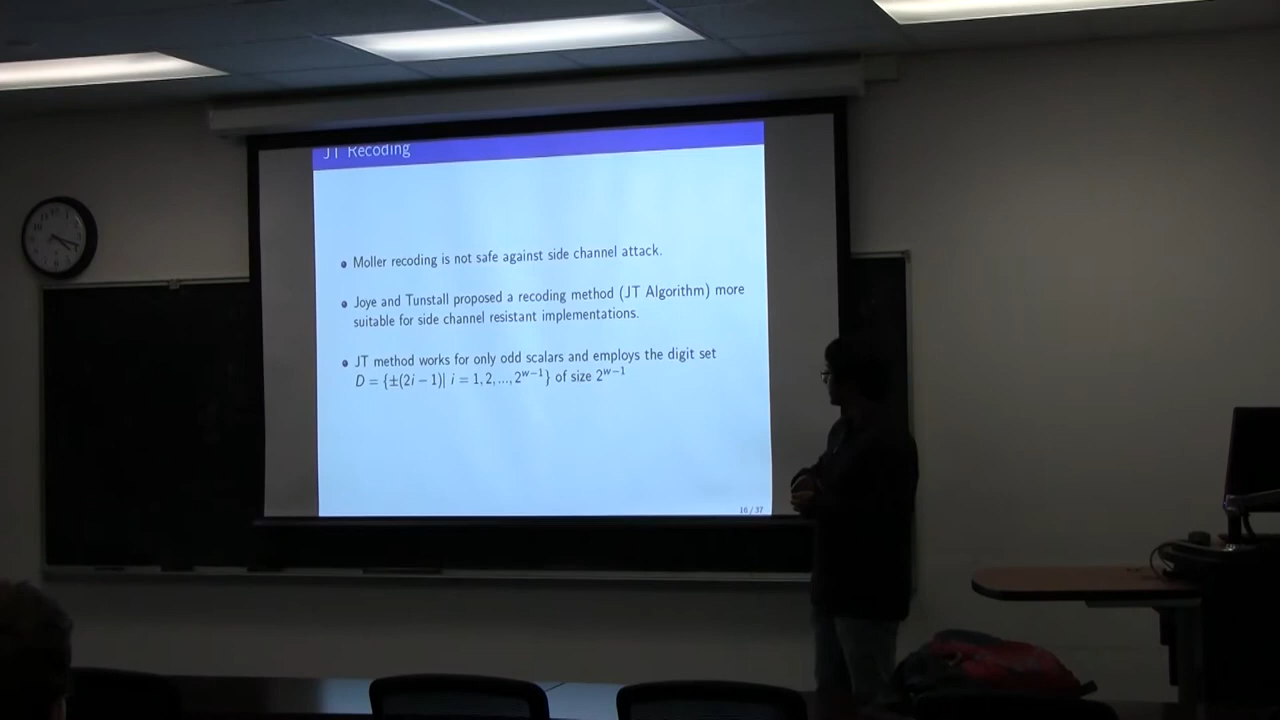 JT Recoding
Moller recoding is not safe against side channel attack.
Joye and Tunstall proposed a recoding method (JT Algorithm) more
suitable for side channel resistant implementations.
JT method works for only odd scalars and employs the digit set
D = {±(2i − 1)| i = 1, 2, ..., 2^{w−1}} of size 2^{w−1}
16 / 37